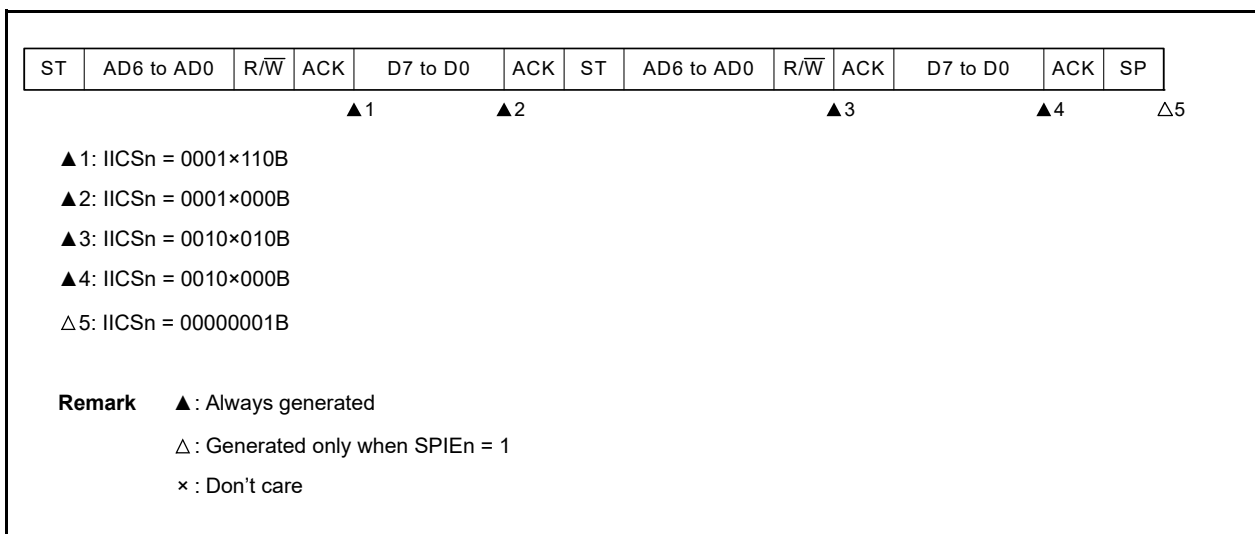 ST AD6 to AD0 R/W̅ ACK D7 to D0 ACK ST AD6 to AD0 R/W̅ ACK D7 to D0 ACK SP
▲1 ▲2 ▲3 ▲4 △5
▲1: IICSn = 0001×110B
▲2: IICSn = 0001×000B
▲3: IICSn = 0010×010B
▲4: IICSn = 0010×000B
△5: IICSn = 00000001B
Remark ▲: Always generated
△: Generated only when SPIEn = 1
×: Don't care